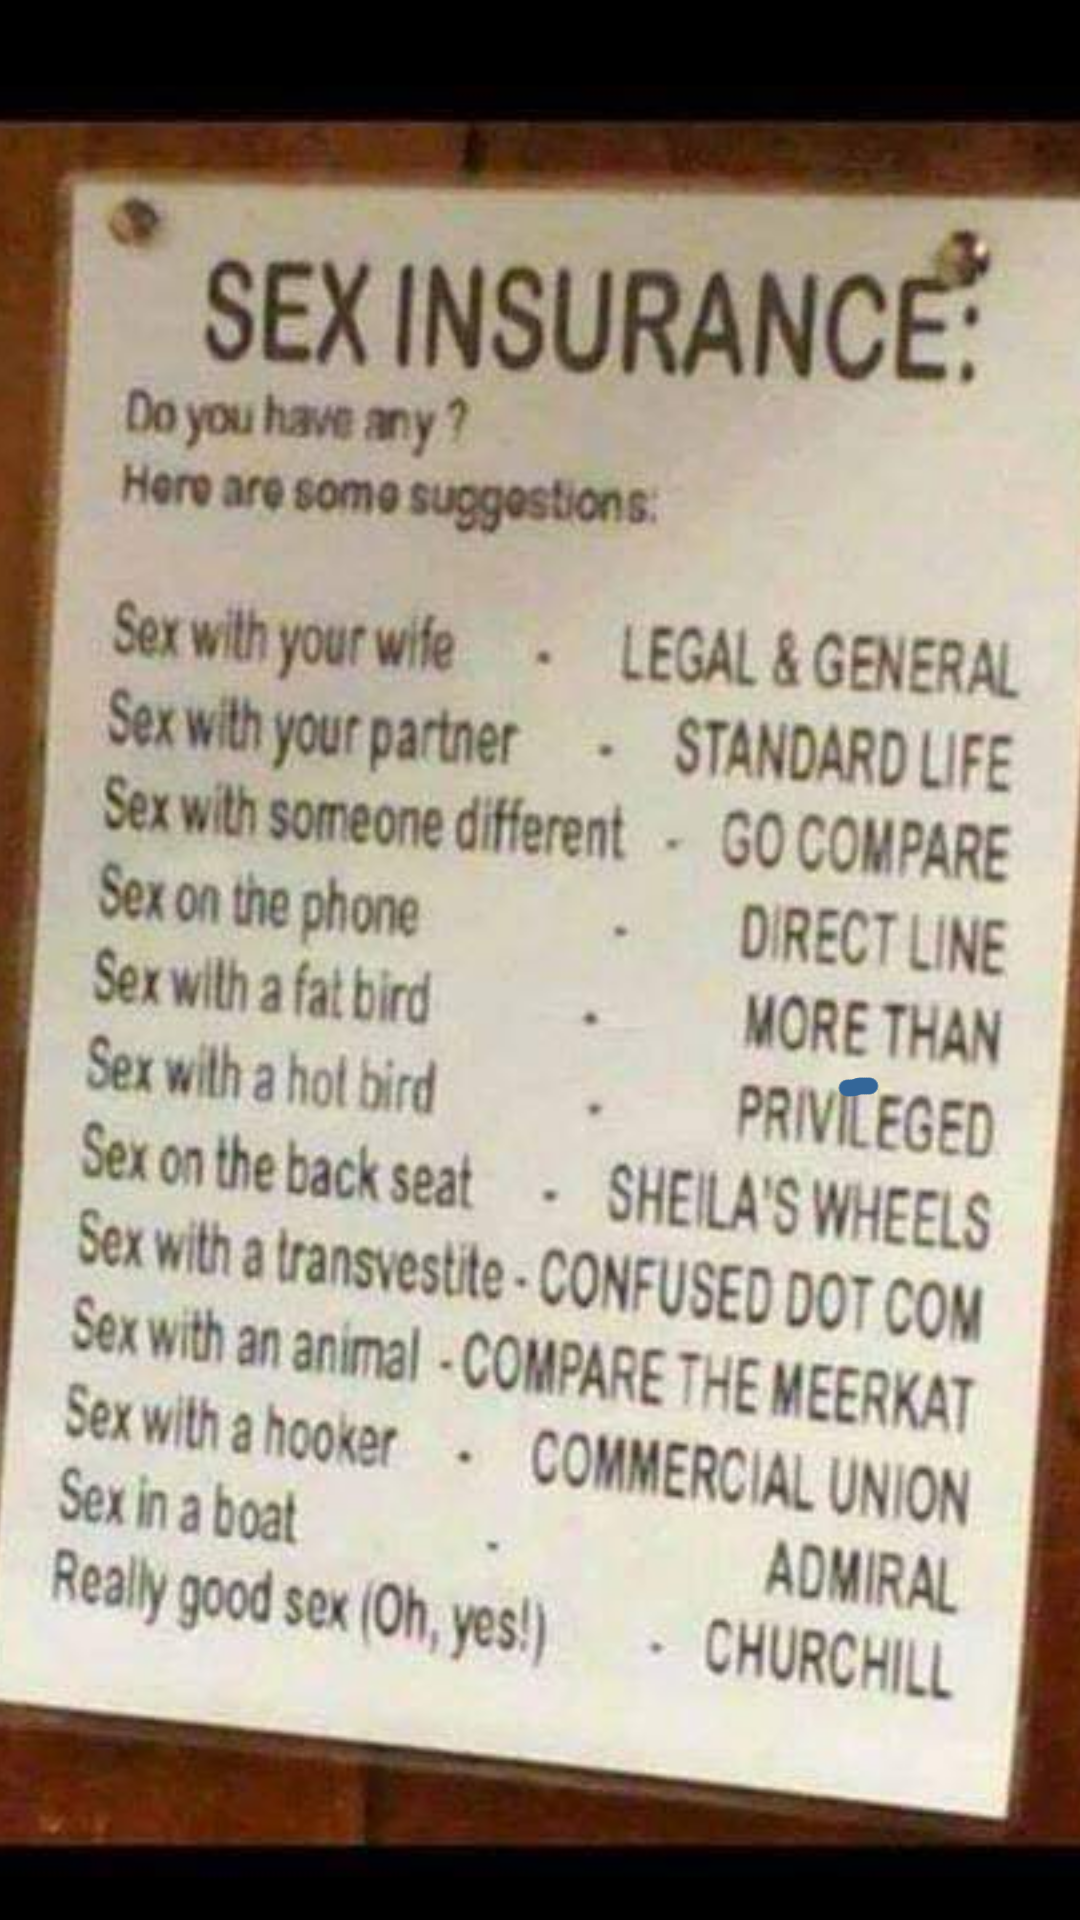 SEX INSURANCE:
Do you have any ?
Here are some suggestions:
Sex with your wife - LEGAL & GENERAL
Sex with your partner - STANDARD LIFE
Sex with someone different - GO COMPARE
Sex on the phone - DIRECT LINE
Sex with a fat bird - MORE THAN
Sex with a hot bird - PRIVILEGED
Sex on the back seat - SHEILA'S WHEELS
Sex with a transvestite - CONFUSED DOT COM
Sex with an animal - COMPARE THE MEERKAT
Sex with a hooker - COMMERCIAL UNION
Sex in a boat - ADMIRAL
Really good sex (Oh, yes!) - CHURCHILL